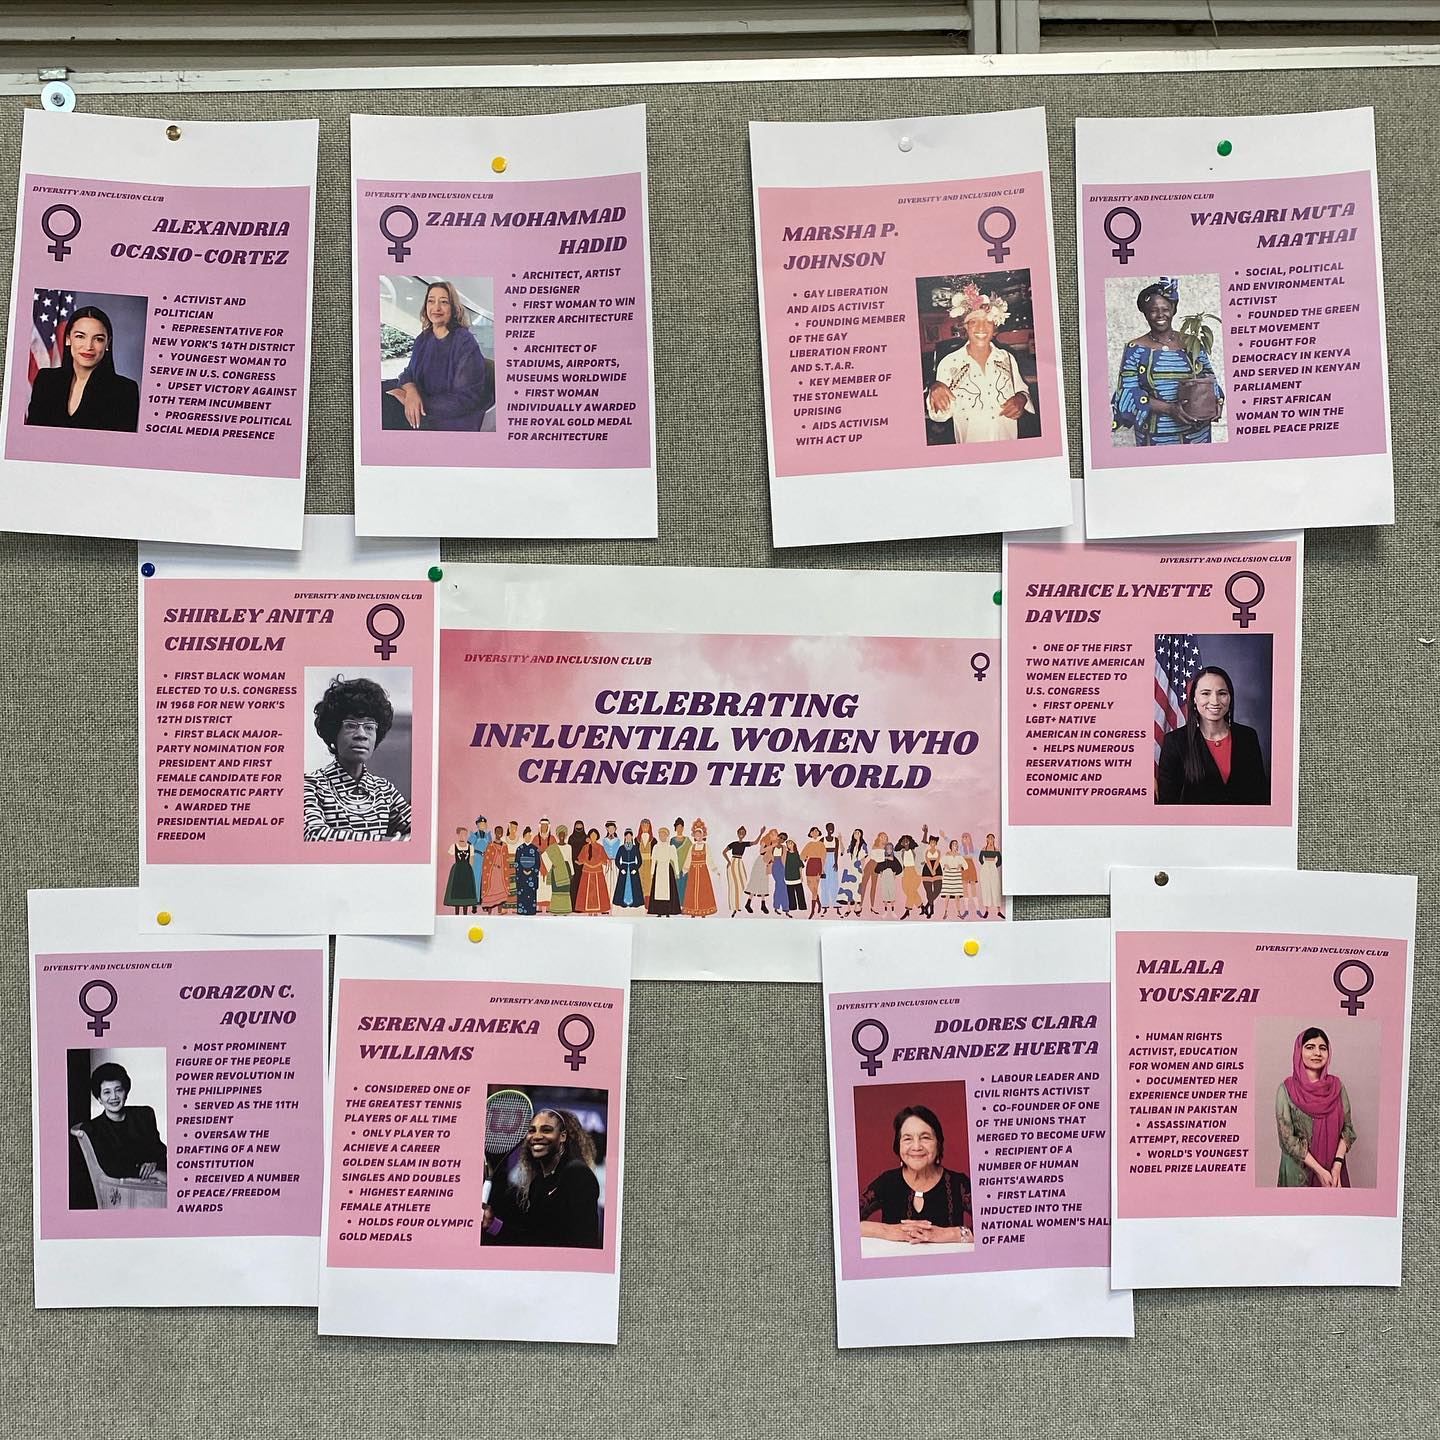 DIVERSITY AND INCLUSION CLUB
ALEXANDRIA
OCASIO-CORTEZ
• ACTIVIST AND
POLITICIAN
• REPRESENTATIVE FOR
NEW YORK'S 14TH DISTRICT
• YOUNGEST WOMAN TO
SERVE IN U.S. CONGRESS
• UPSET VICTORY AGAINST
10TH TERM INCUMBENT
• PROGRESSIVE POLITICAL
SOCIAL MEDIA PRESENCE
DIVERSITY AND INCLUSION CLUB
ZAHA MOHAMMAD
HADID
• ARCHITECT, ARTIST
AND DESIGNER
• FIRST WOMAN TO WIN
PRITZKER ARCHITECTURE
PRIZE
• ARCHITECT OF
STADIUMS, AIRPORTS,
MUSEUMS WORLDWIDE
• FIRST WOMAN
INDIVIDUALLY AWARDED
THE ROYAL GOLD MEDAL
FOR ARCHITECTURE
DIVERSITY AND INCLUSION CLUB
MARSHA P.
JOHNSON
• GAY LIBERATION
AND AIDS ACTIVIST
• FOUNDING MEMBER
OF THE GAY
LIBERATION FRONT
AND S.T.A.R.
• KEY MEMBER OF
THE STONEWALL
UPRISING
• AIDS ACTIVISM
WITH ACT UP
DIVERSITY AND INCLUSION CLUB
WANGARI MUTA
MAATHAI
• SOCIAL, POLITICAL
AND ENVIRONMENTAL
ACTIVIST
• FOUNDED THE GREEN
BELT MOVEMENT
• FOUGHT FOR
DEMOCRACY IN KENYA
AND SERVED IN KENYAN
PARLIAMENT
• FIRST AFRICAN
WOMAN TO WIN THE
NOBEL PEACE PRIZE
DIVERSITY AND INCLUSION CLUB
SHIRLEY ANITA
CHISHOLM
• FIRST BLACK WOMAN
ELECTED TO U.S. CONGRESS
IN 1968 FOR NEW YORK'S
12TH DISTRICT
• FIRST BLACK MAJOR-
PARTY NOMINATION FOR
PRESIDENT AND FIRST
FEMALE CANDIDATE FOR
THE DEMOCRATIC PARTY
• AWARDED THE
PRESIDENTIAL MEDAL OF
FREEDOM
DIVERSITY AND INCLUSION CLUB
CELEBRATING
INFLUENTIAL WOMEN WHO
CHANGED THE WORLD
DIVERSITY AND INCLUSION CLUB
SHARICE LYNETTE
DAVIDS
• ONE OF THE FIRST
TWO NATIVE AMERICAN
WOMEN ELECTED TO
U.S. CONGRESS
• FIRST OPENLY
LGBT+ NATIVE
AMERICAN IN CONGRESS
• HELPS NUMEROUS
RESERVATIONS WITH
ECONOMIC AND
COMMUNITY PROGRAMS
DIVERSITY AND INCLUSION CLUB
CORAZON C.
AQUINO
• MOST PROMINENT
FIGURE OF THE PEOPLE
POWER REVOLUTION IN
THE PHILIPPINES
• SERVED AS THE 11TH
PRESIDENT
• OVERSAW THE
DRAFTING OF A NEW
CONSTITUTION
• RECEIVED A NUMBER
OF PEACE/FREEDOM
AWARDS
DIVERSITY AND INCLUSION CLUB
SERENA JAMEKA
WILLIAMS
• CONSIDERED ONE OF
THE GREATEST TENNIS
PLAYERS OF ALL TIME
• ONLY PLAYER TO
ACHIEVE A CAREER
GOLDEN SLAM IN BOTH
SINGLES AND DOUBLES
• HIGHEST EARNING
FEMALE ATHLETE
• HOLDS FOUR OLYMPIC
GOLD MEDALS
DIVERSITY AND INCLUSION CLUB
DOLORES CLARA
FERNANDEZ HUERTA
• LABOUR LEADER AND
CIVIL RIGHTS ACTIVIST
• CO-FOUNDER OF ONE
OF THE UNIONS THAT
MERGED TO BECOME UFW
• RECIPIENT OF A
NUMBER OF HUMAN
RIGHTS'AWARDS
• FIRST LATINA
INDUCTED INTO THE
NATIONAL WOMEN'S HALL
OF FAME
DIVERSITY AND INCLUSION CLUB
MALALA
YOUSAFZAI
• HUMAN RIGHTS
ACTIVIST, EDUCATION
FOR WOMEN AND GIRLS
• DOCUMENTED HER
EXPERIENCE UNDER THE
TALIBAN IN PAKISTAN
• ASSASSINATION
ATTEMPT, RECOVERED
• WORLD'S YOUNGEST
NOBEL PRIZE LAUREATE